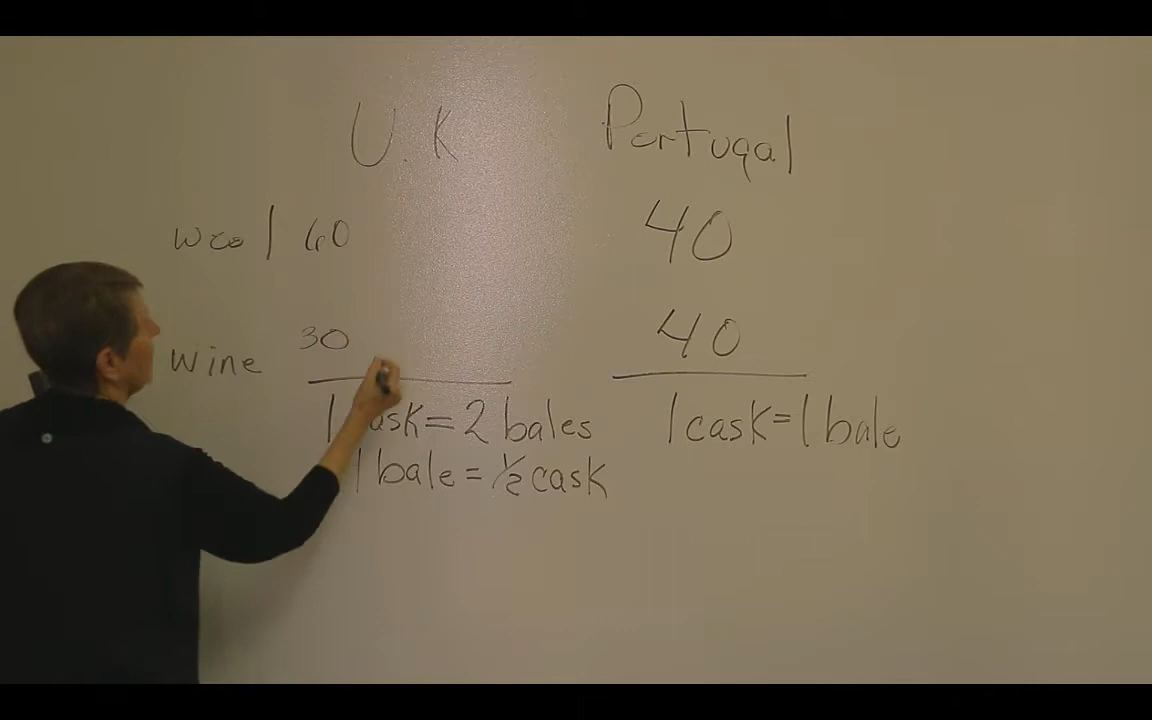 U.K Portugal
wool 60 40
wine 30 40
1 cask = 2 bales 1 cask = 1 bale
1 bale = 1/2 cask